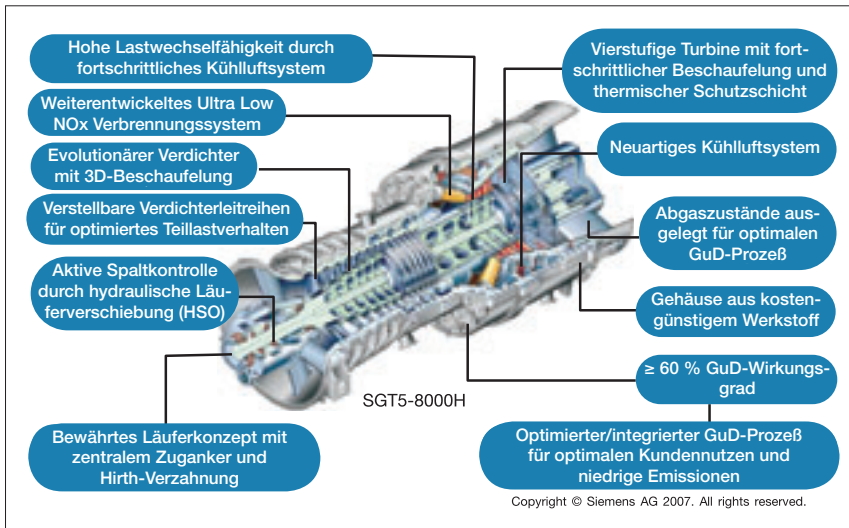 Hohe Lastwechselfähigkeit durch
fortschrittliches Kühlluftsystem
Weiterentwickeltes Ultra Low
NOx Verbrennungssystem
Evolutionärer Verdichter
mit 3D-Beschaufelung
Verstellbare Verdichterleitreihen
für optimiertes Teillastverhalten
Aktive Spaltkontrolle
durch hydraulische Läu-
ferverschiebung (HSO)
Bewährtes Läuferkonzept mit
zentralem Zuganker und
Hirth-Verzahnung
SGT5-8000H
Vierstufige Turbine mit fort-
schrittlicher Beschaufelung und
thermischer Schutzschicht
Neuartiges Kühlluftsystem
Abgaszustände aus-
gelegt für optimalen
GuD-Prozeß
Gehäuse aus kosten-
günstigem Werkstoff
≥ 60 % GuD-Wirkungs-
grad
Optimierter/integrierter GuD-Prozeß
für optimalen Kundennutzen und
niedrige Emissionen
Copyright © Siemens AG 2007. All rights reserved.